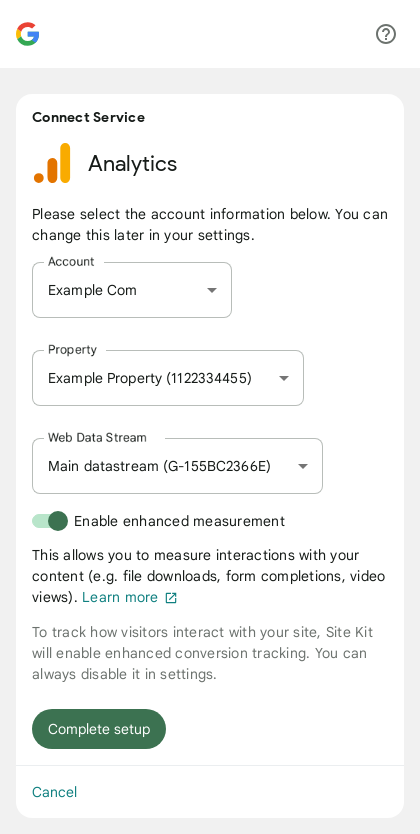 Connect Service
Analytics
Please select the account information below. You can
change this later in your settings.
Account
Example Com
Property
Example Property (1122334455)
Web Data Stream
Main datastream (G-155BC2366E)
Enable enhanced measurement
This allows you to measure interactions with your
content (e.g. file downloads, form completions, video
views). Learn more
To track how visitors interact with your site, Site Kit
will enable enhanced conversion tracking. You can
always disable it in settings.
Complete setup
Cancel